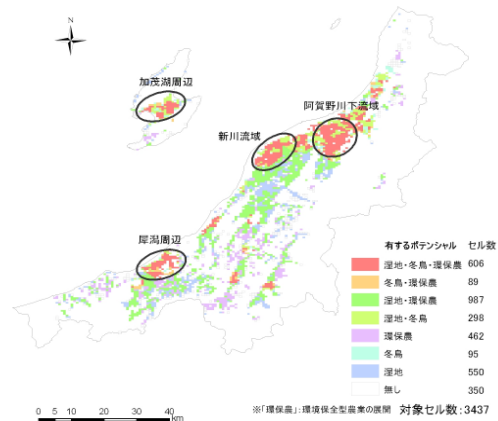 N
加茂湖周辺
阿賀野川下流域
新川流域
犀潟周辺
有するポテンシャル セル数
湿地・冬鳥・環保農 606
冬鳥・環保農 89
湿地・環保農 987
湿地・冬鳥 298
環保農 462
冬鳥 95
湿地 550
無し 350
※「環保農」:環境保全型農業の展開 対象セル数:3437
0 5 10 20 30 40
km